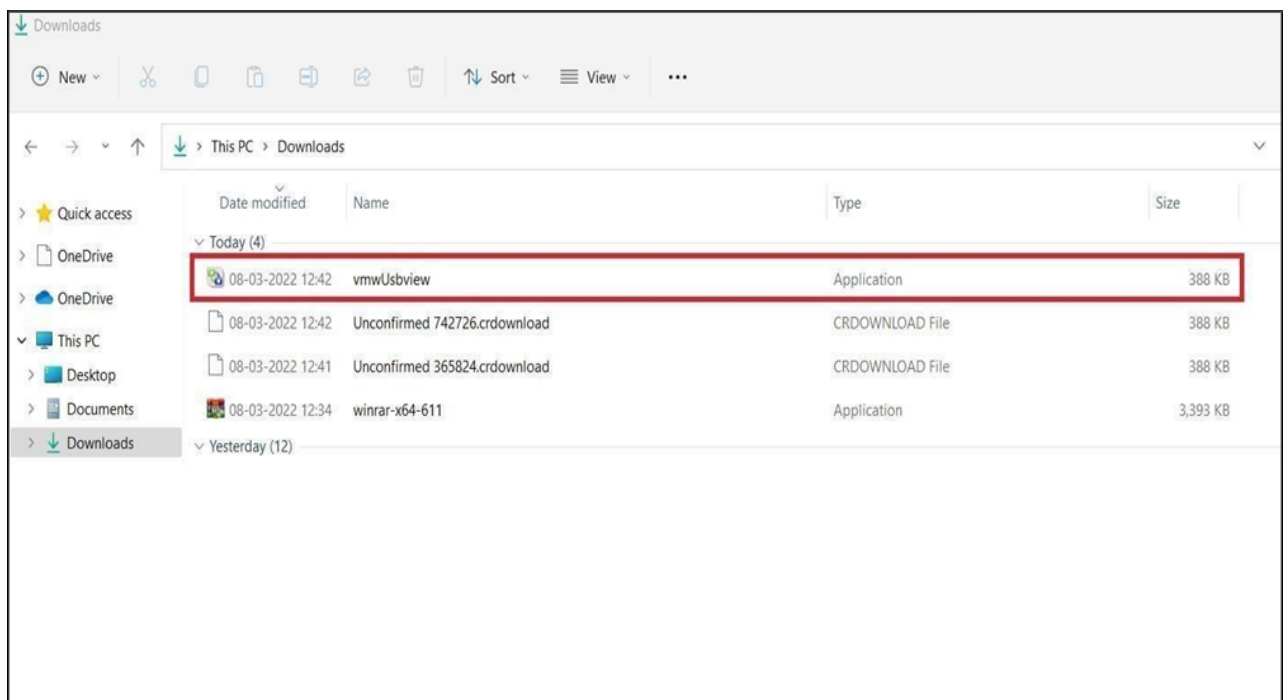 Downloads
New Sort View ...
This PC > Downloads
Date modified Name Type Size
Quick access
Today (4)
OneDrive
08-03-2022 12:42 vmwUsbview Application 388 KB
OneDrive
08-03-2022 12:42 Unconfirmed 742726.crdownload CRDOWNLOAD File 388 KB
This PC
08-03-2022 12:41 Unconfirmed 365824.crdownload CRDOWNLOAD File 388 KB
Desktop
Documents
08-03-2022 12:34 winrar-x64-611 Application 3,393 KB
Downloads
Yesterday (12)